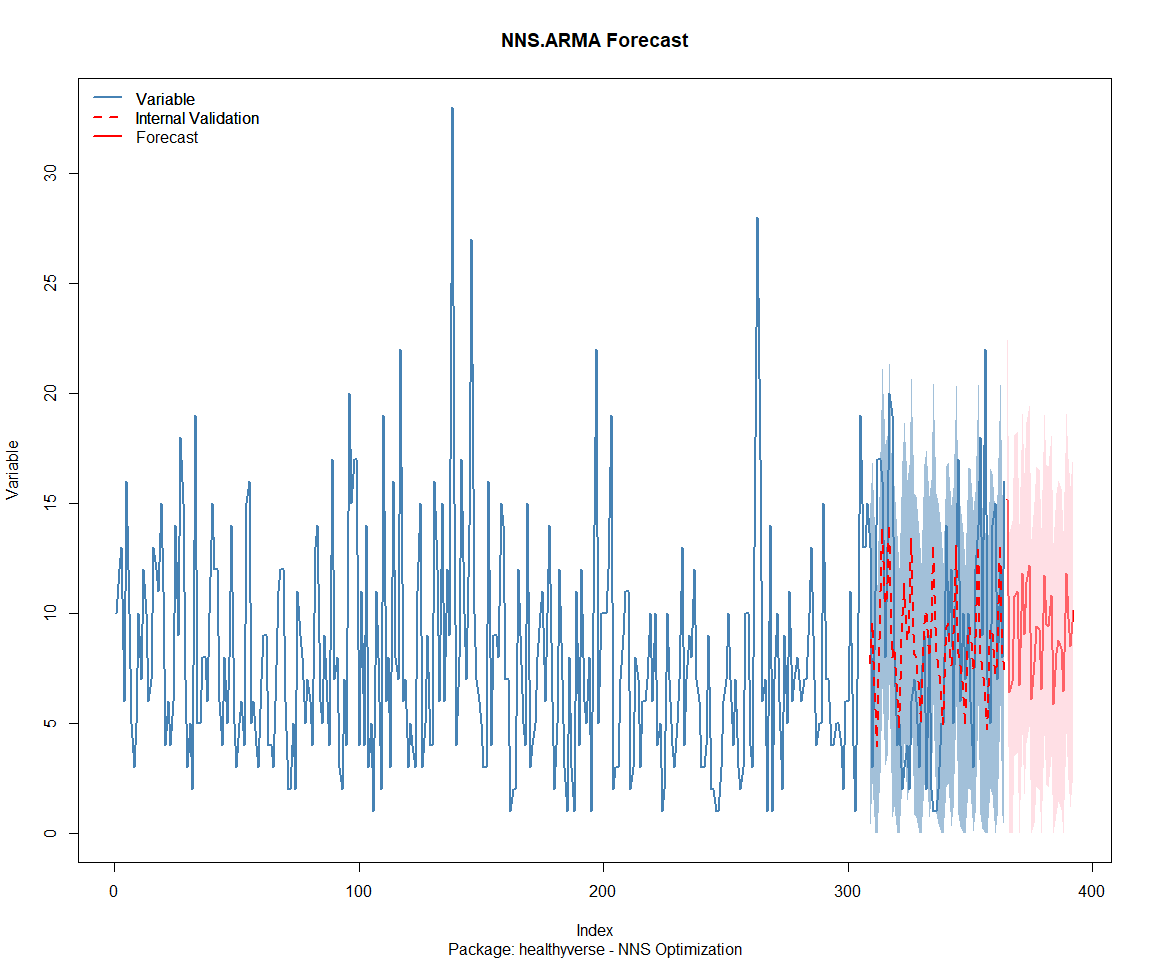 NNS.ARMA Forecast
Variable
Internal Validation
Forecast
Variable
30
25
20
15
10
5
0
0 100 200 300 400
Index
Package: healthyverse - NNS Optimization